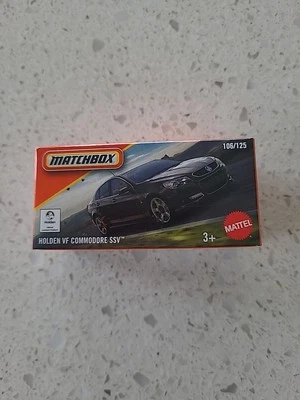 106/125
MATCHBOX
HOLDEN VF COMMODORE SSV™
3+
MATTEL